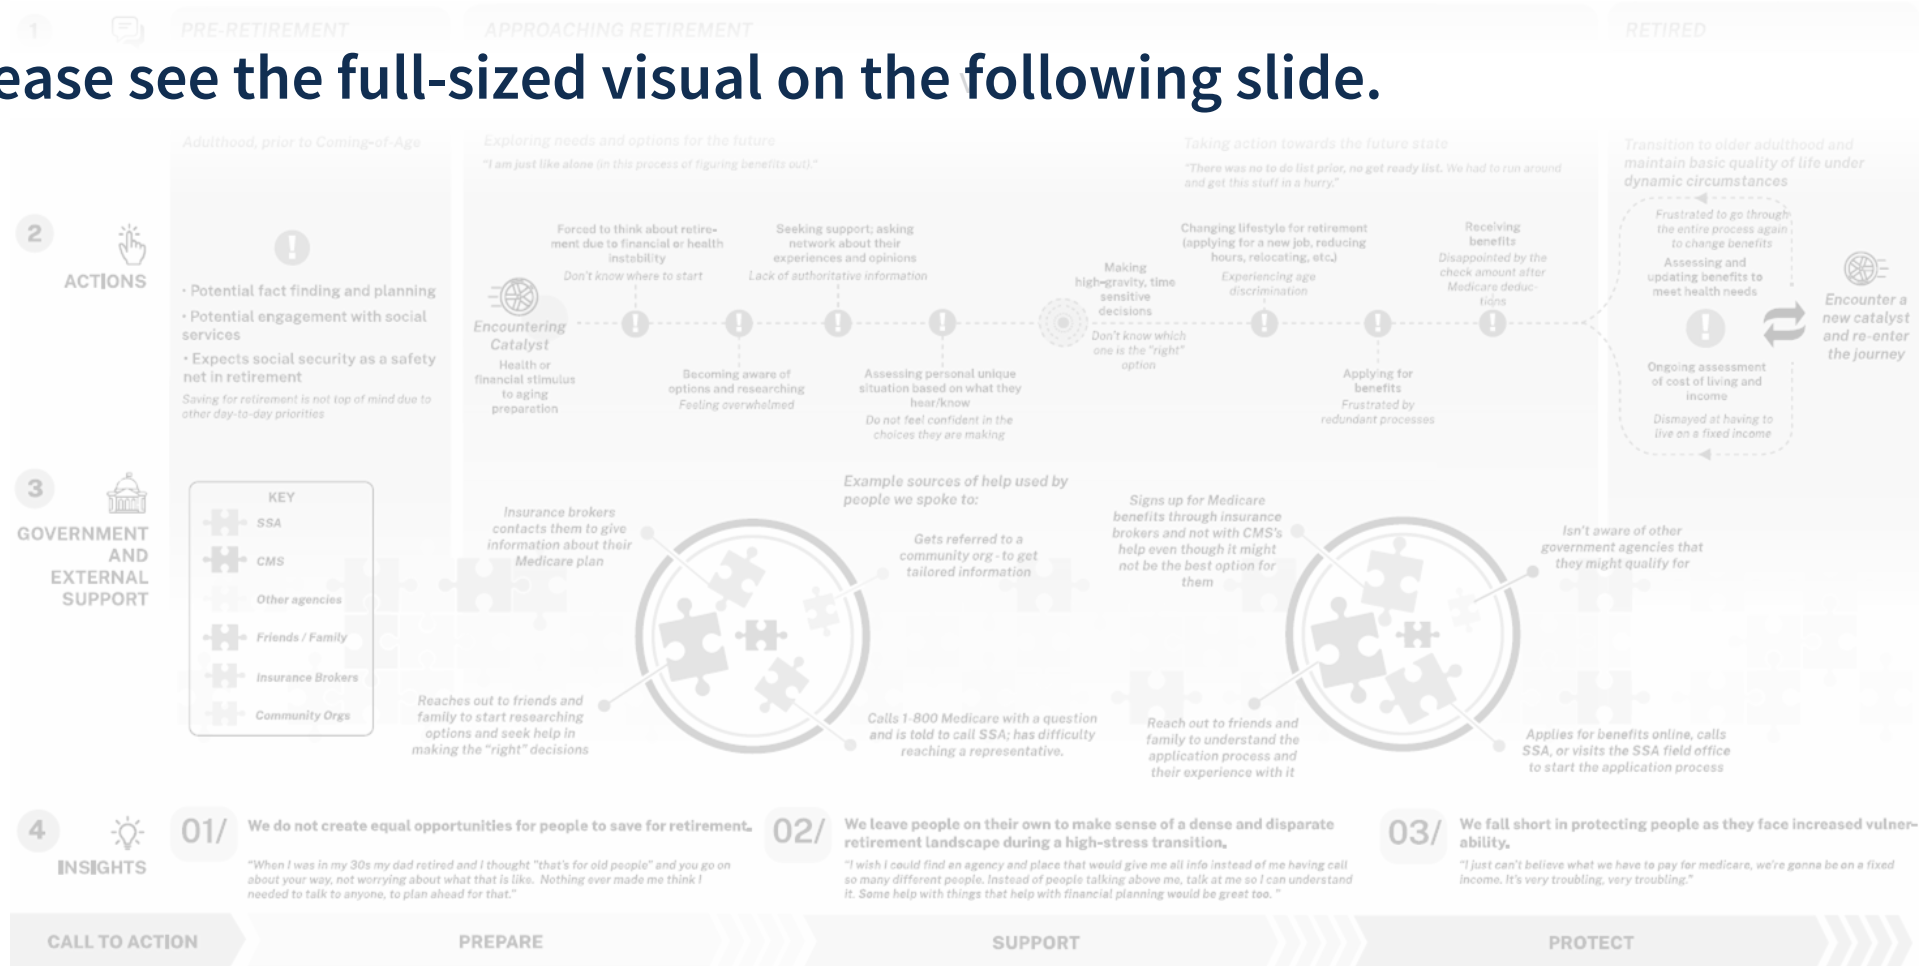 1
PRE-RETIREMENT
APPROACHING RETIREMENT
RETIRED
ease see the full-sized visual on the following slide.
Adulthood, prior to Coming-of-Age
Exploring needs and options for the future
"I am just like alone (in this process of figuring benefits out)."
Taking action towards the future state
"There was no to do list prior, no get ready list. We had to run around
and get this stuff in a hurry."
Transition to older adulthood and
maintain basic quality of life under
dynamic circumstances
2
ACTIONS
• Potential fact finding and planning
• Potential engagement with social
services
• Expects social security as a safety
net in retirement
Saving for retirement is not top of mind due to
other day-to-day priorities
Encountering
Catalyst
Health or
financial stimulus
to aging
preparation
Forced to think about retire-
ment due to financial or health
instability
Don't know where to start
Becoming aware of
options and researching
Feeling overwhelmed
Seeking support; asking
network about their
experiences and opinions
Lack of authoritative information
Assessing personal unique
situation based on what they
hear/know
Do not feel confident in the
choices they are making
Making
high-gravity, time
sensitive
decisions
Don't know which
one is the "right"
option
Changing lifestyle for retirement
(applying for a new job, reducing
hours, relocating, etc.)
Experiencing age
discrimination
Applying for
benefits
Frustrated by
redundant processes
Receiving
benefits
Disappointed by the
check amount after
Medicare deduc-
tions
Frustrated to go through
the entire process again
to change benefits
Assessing and
updating benefits to
meet health needs
Ongoing assessment
of cost of living and
income
Dismayed at having to
live on a fixed income
Encounter a
new catalyst
and re-enter
the journey
3
GOVERNMENT
AND
EXTERNAL
SUPPORT
KEY
SSA
CMS
Other agencies
Friends / Family
Insurance Brokers
Community Orgs
Example sources of help used by
people we spoke to:
Insurance brokers
contacts them to give
information about their
Medicare plan
Gets referred to a
community org - to get
tailored information
Reaches out to friends and
family to start researching
options and seek help in
making the "right" decisions
Calls 1-800 Medicare with a question
and is told to call SSA; has difficulty
reaching a representative.
Signs up for Medicare
benefits through insurance
brokers and not with CMS's
help even though it might
not be the best option for
them
Isn't aware of other
government agencies that
they might qualify for
Reach out to friends and
family to understand the
application process and
their experience with it
Applies for benefits online, calls
SSA, or visits the SSA field office
to start the application process
4
INSIGHTS
01/
We do not create equal opportunities for people to save for retirement.
"When I was in my 30s my dad retired and I thought "that's for old people" and you go on
about your way, not worrying about what that is like. Nothing ever made me think I
needed to talk to anyone, to plan ahead for that."
02/
We leave people on their own to make sense of a dense and disparate
retirement landscape during a high-stress transition.
"I wish I could find an agency and place that would give me all info instead of me having call
so many different people. Instead of people talking above me, talk at me so I can understand
it. Some help with things that help with financial planning would be great too. "
03/
We fall short in protecting people as they face increased vulner-
ability.
"I just can't believe what we have to pay for medicare, we're gonna be on a fixed
income. It's very troubling, very troubling."
CALL TO ACTION
PREPARE
SUPPORT
PROTECT